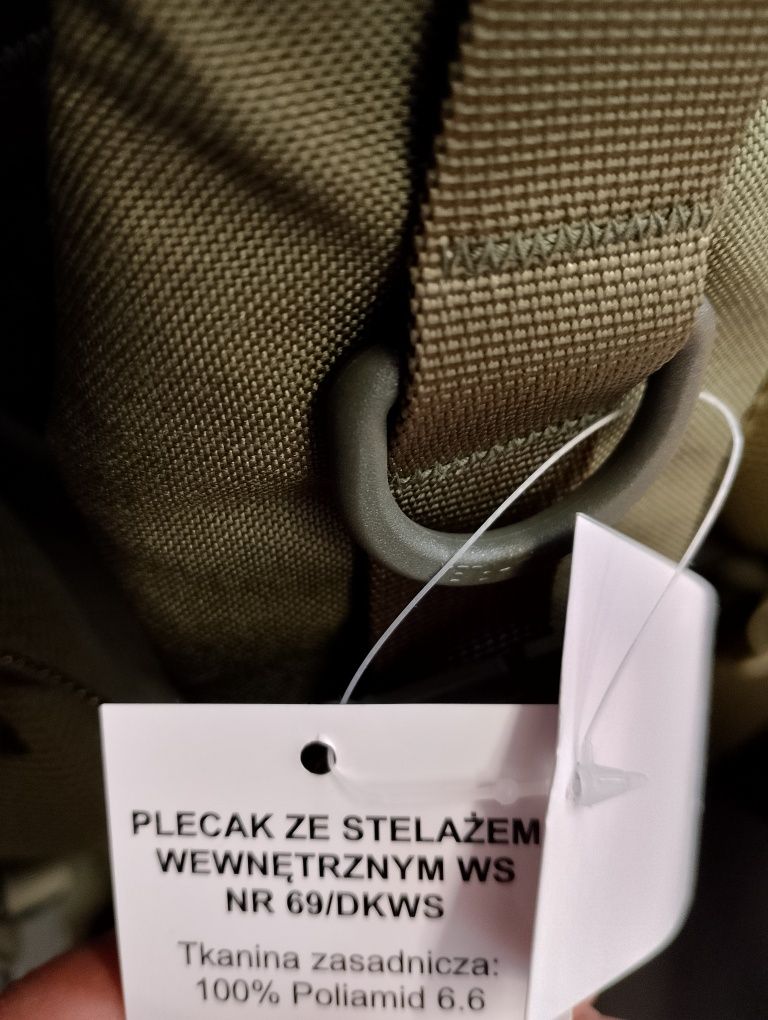 PLECAK ZE STELAŻEM
WEWNĘTRZNYM WS
NR 69/DKWS
Tkanina zasadnicza:
100% Poliamid 6.6